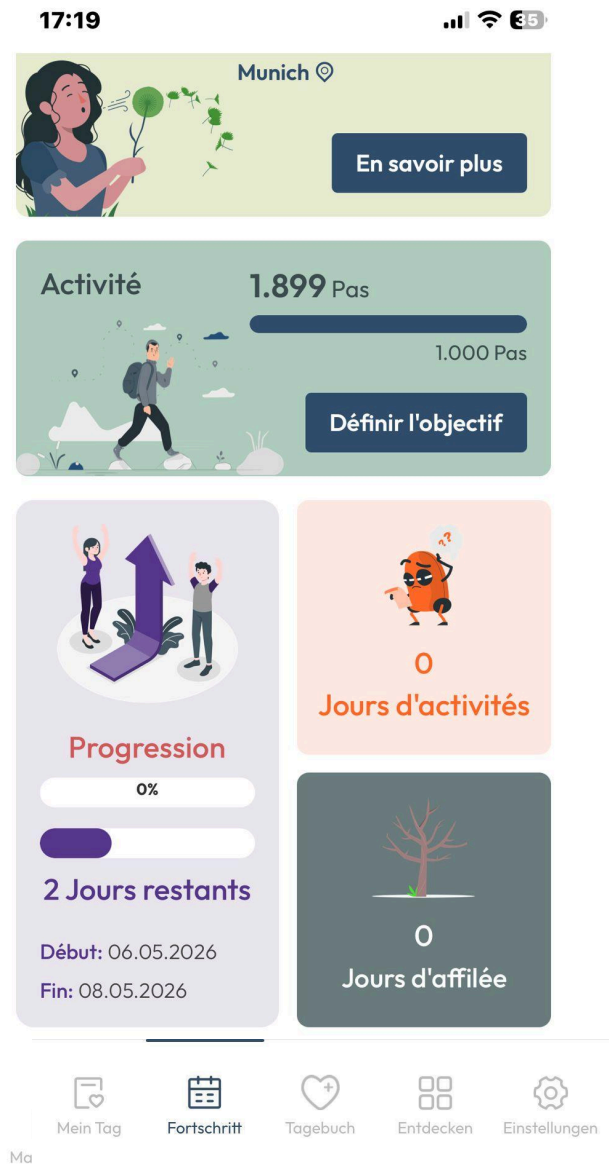 17:19
35
Munich
En savoir plus
Activité
1.899 Pas
1.000 Pas
Définir l'objectif
??
0
Jours d'activités
Progression
0%
2 Jours restants
Début: 06.05.2026
Fin: 08.05.2026
0
Jours d'affilée
Mein Tag
Fortschritt
Tagebuch
Entdecken
Einstellungen
Ma